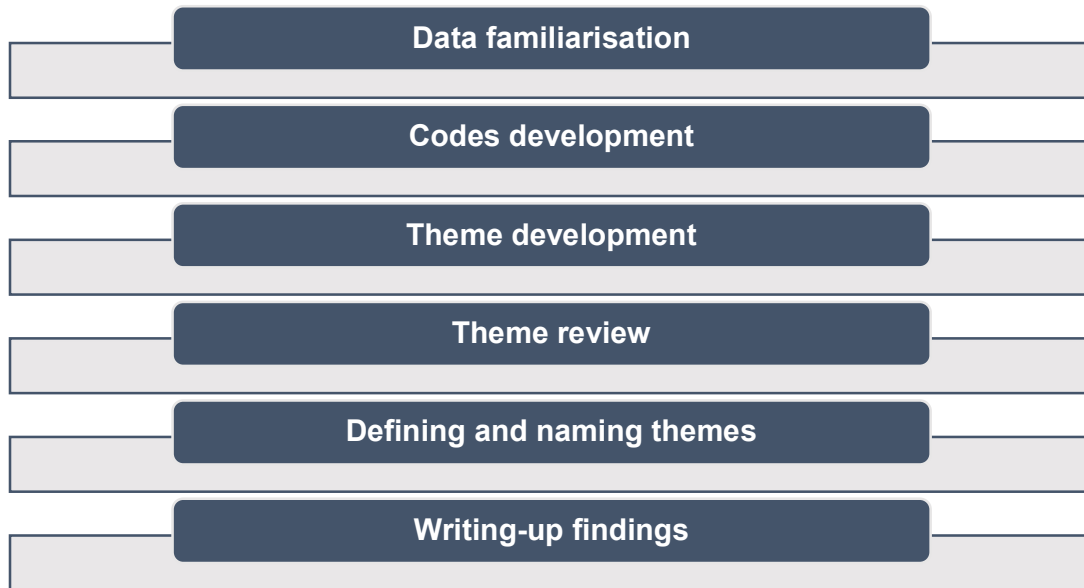 Data familiarisation
Codes development
Theme development
Theme review
Defining and naming themes
Writing-up findings